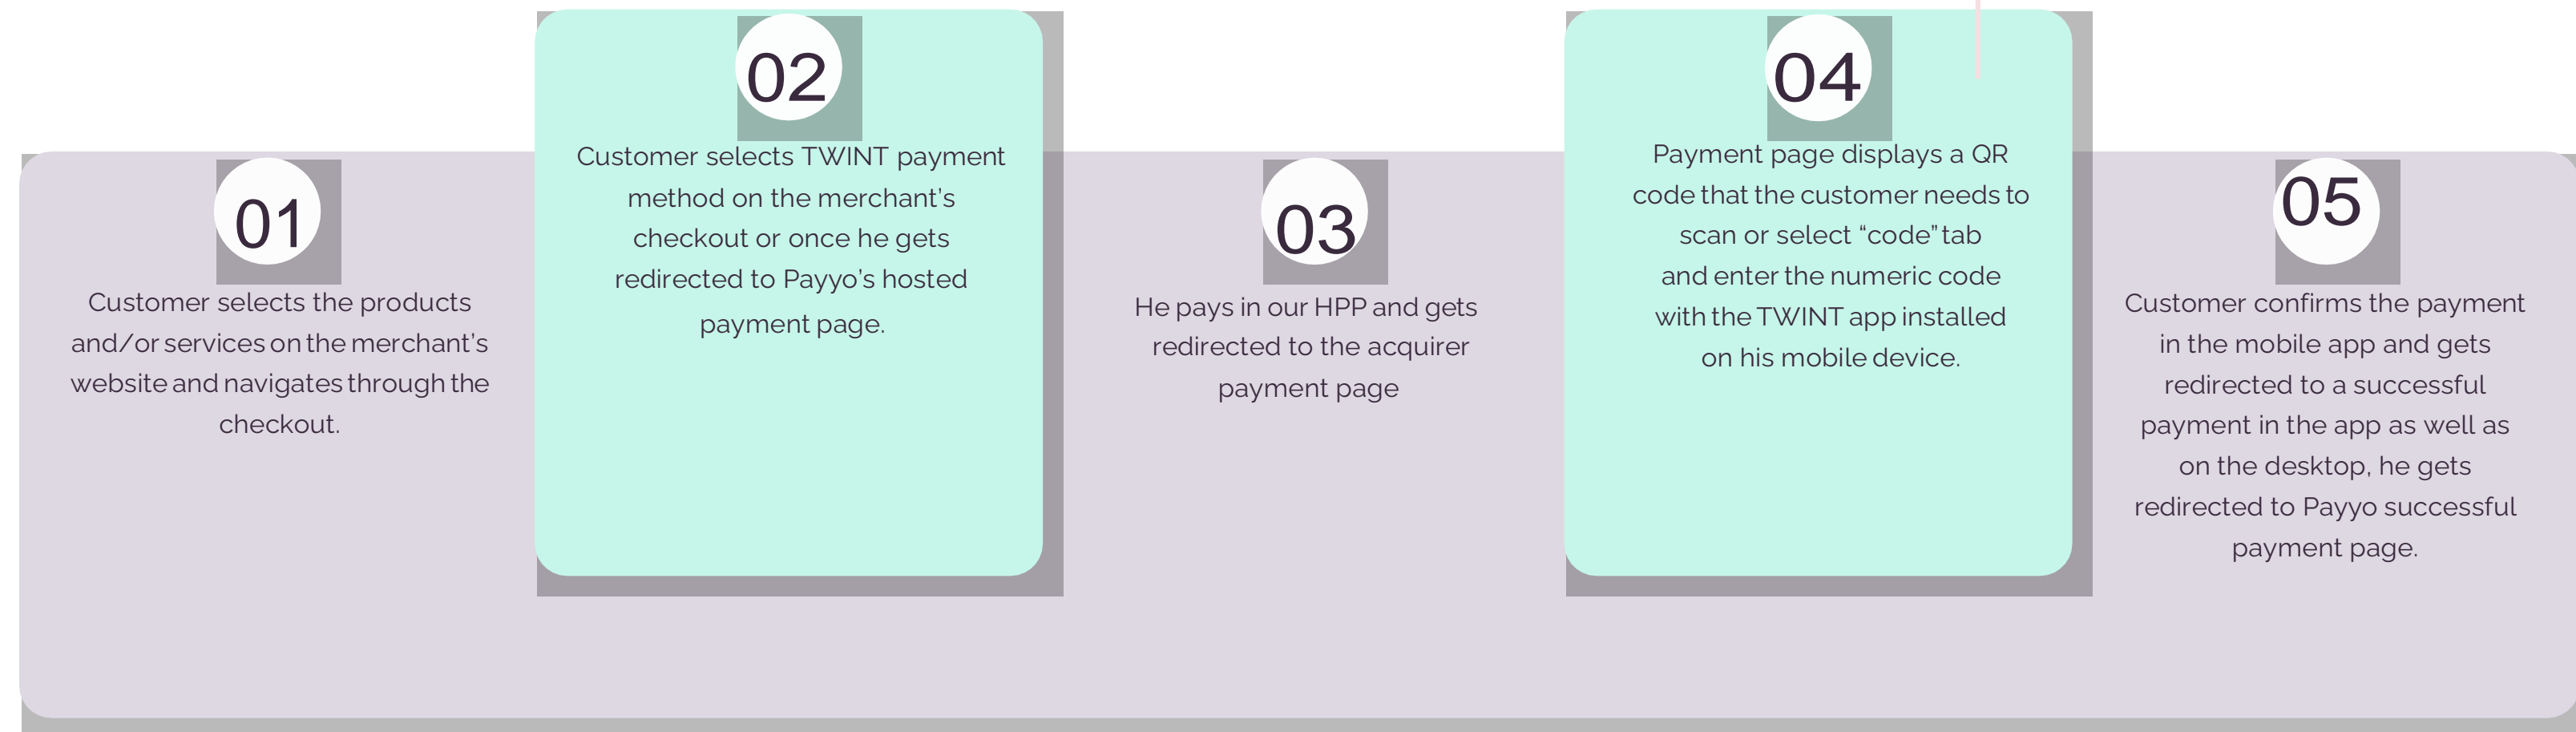 01
Customer selects the products
and/or services on the merchant's
website and navigates through the
checkout.
02
Customer selects TWINT payment
method on the merchant's
checkout or once he gets
redirected to Payyo's hosted
payment page.
03
He pays in our HPP and gets
redirected to the acquirer
payment page
04
Payment page displays a QR
code that the customer needs to
scan or select “code” tab
and enter the numeric code
with the TWINT app installed
on his mobile device.
05
Customer confirms the payment
in the mobile app and gets
redirected to a successful
payment in the app as well as
on the desktop, he gets
redirected to Payyo successful
payment page.